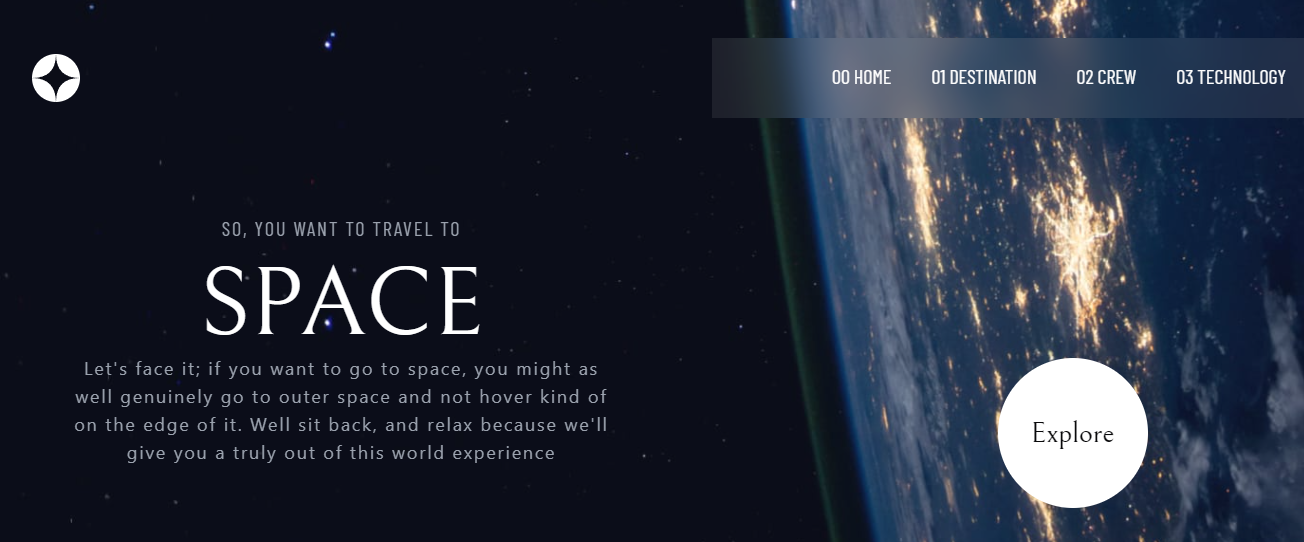 00 HOME 01 DESTINATION 02 CREW 03 TECHNOLOGY
SO, YOU WANT TO TRAVEL TO
SPACE
Let's face it; if you want to go to space, you might as
well genuinely go to outer space and not hover kind of
on the edge of it. Well sit back, and relax because we'll
give you a truly out of this world experience
Explore